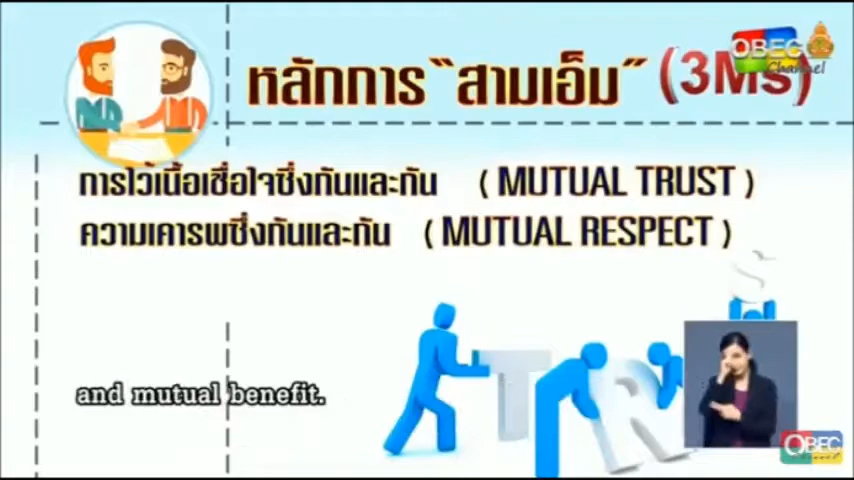 หลักการ “สามเอ็ม” (3Ms)
OBEC
Channel
การไว้เนื้อเชื่อใจซึ่งกันและกัน ( MUTUAL TRUST )
ความเคารพซึ่งกันและกัน ( MUTUAL RESPECT )
S
T R
and mutual benefit.
OBEC
channel